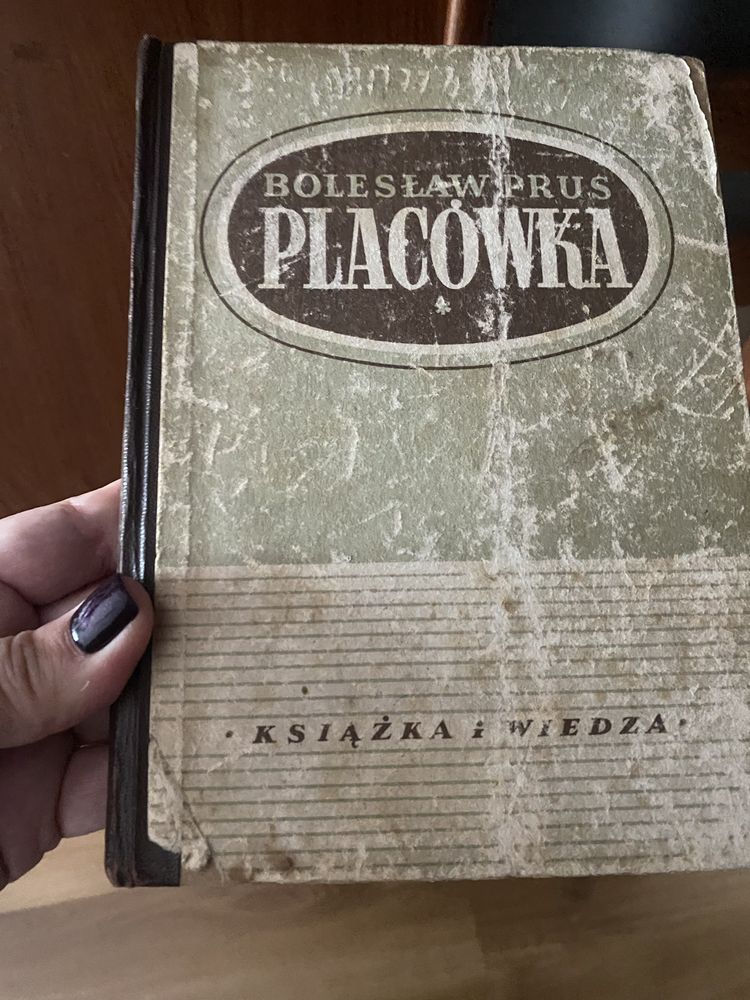 BOLESŁAW PRUS
PLACÓWKA
· KSIĄŻKA i WIEDZA ·